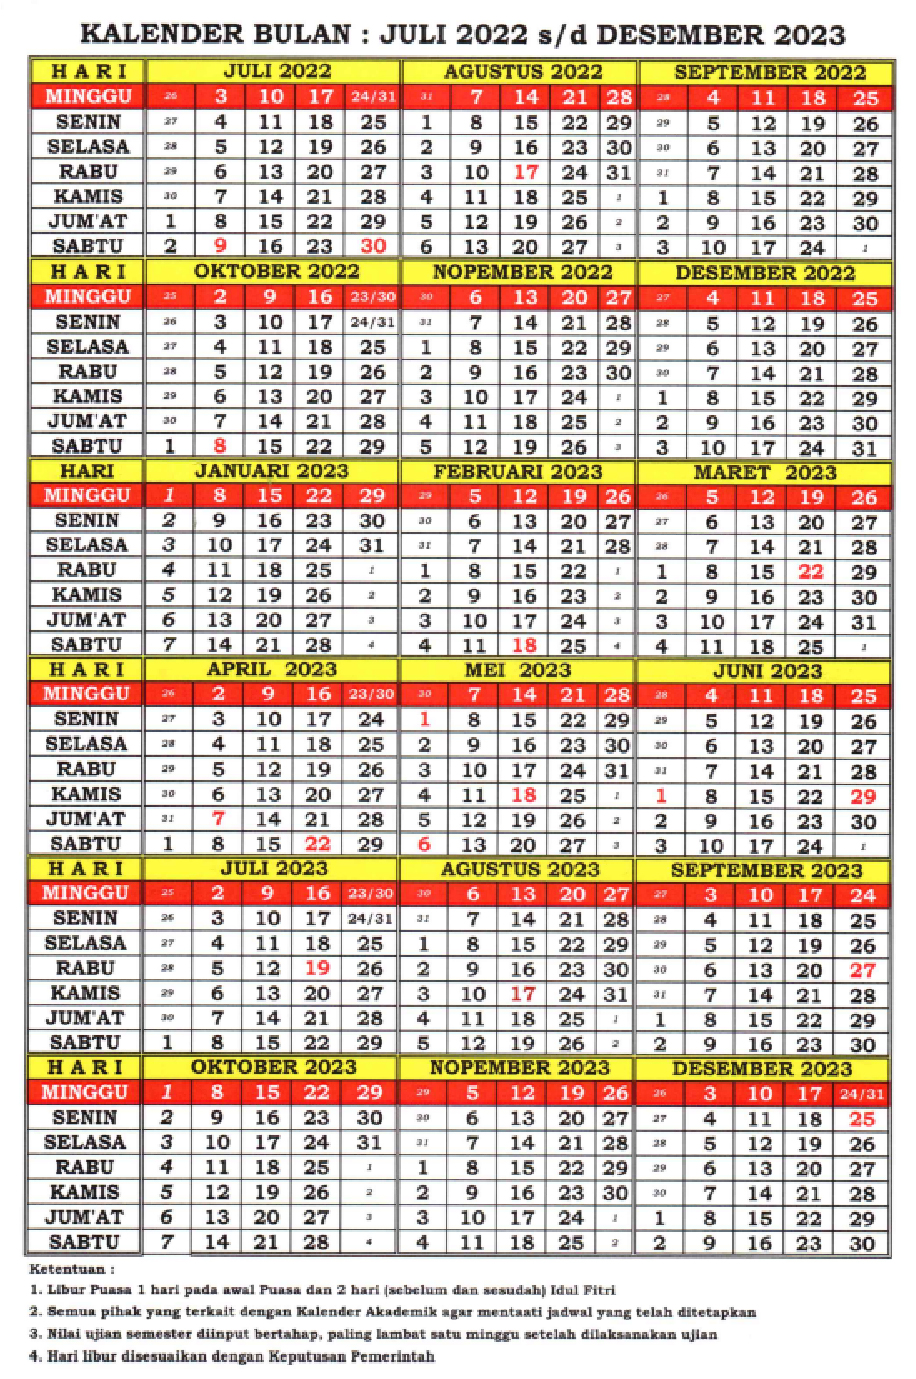 KALENDER BULAN : JULI 2022 s/d DESEMBER 2023
H A R I JULI 2022 AGUSTUS 2022 SEPTEMBER 2022
MINGGU 26 3 10 17 24/31 31 7 14 21 28 28 4 11 18 25
SENIN 27 4 11 18 25 1 8 15 22 29 29 5 12 19 26
SELASA 28 5 12 19 26 2 9 16 23 30 30 6 13 20 27
RABU 29 6 13 20 27 3 10 17 24 31 31 7 14 21 28
KAMIS 30 7 14 21 28 4 11 18 25 1 1 8 15 22 29
JUM'AT 1 8 15 22 29 5 12 19 26 2 2 9 16 23 30
SABTU 2 9 16 23 30 6 13 20 27 3 3 10 17 24 1
H A R I OKTOBER 2022 NOPEMBER 2022 DESEMBER 2022
MINGGU 25 2 9 16 23/30 30 6 13 20 27 27 4 11 18 25
SENIN 26 3 10 17 24/31 31 7 14 21 28 28 5 12 19 26
SELASA 27 4 11 18 25 1 8 15 22 29 29 6 13 20 27
RABU 28 5 12 19 26 2 9 16 23 30 30 7 14 21 28
KAMIS 29 6 13 20 27 3 10 17 24 1 1 8 15 22 29
JUM'AT 30 7 14 21 28 4 11 18 25 2 2 9 16 23 30
SABTU 1 8 15 22 29 5 12 19 26 3 3 10 17 24 31
HARI JANUARI 2023 FEBRUARI 2023 MARET 2023
MINGGU 1 8 15 22 29 29 5 12 19 26 26 5 12 19 26
SENIN 2 9 16 23 30 30 6 13 20 27 27 6 13 20 27
SELASA 3 10 17 24 31 31 7 14 21 28 28 7 14 21 28
RABU 4 11 18 25 1 1 8 15 22 1 1 8 15 22 29
KAMIS 5 12 19 26 2 2 9 16 23 2 2 9 16 23 30
JUM'AT 6 13 20 27 3 3 10 17 24 3 3 10 17 24 31
SABTU 7 14 21 28 4 4 11 18 25 4 4 11 18 25 1
H A R I APRIL 2023 MEI 2023 JUNI 2023
MINGGU 26 2 9 16 23/30 30 7 14 21 28 28 4 11 18 25
SENIN 27 3 10 17 24 1 8 15 22 29 29 5 12 19 26
SELASA 28 4 11 18 25 2 9 16 23 30 30 6 13 20 27
RABU 29 5 12 19 26 3 10 17 24 31 31 7 14 21 28
KAMIS 30 6 13 20 27 4 11 18 25 1 1 8 15 22 29
JUM'AT 31 7 14 21 28 5 12 19 26 2 2 9 16 23 30
SABTU 1 8 15 22 29 6 13 20 27 3 3 10 17 24 1
H A R I JULI 2023 AGUSTUS 2023 SEPTEMBER 2023
MINGGU 25 2 9 16 23/30 30 6 13 20 27 27 3 10 17 24
SENIN 26 3 10 17 24/31 31 7 14 21 28 28 4 11 18 25
SELASA 27 4 11 18 25 1 8 15 22 29 29 5 12 19 26
RABU 28 5 12 19 26 2 9 16 23 30 30 6 13 20 27
KAMIS 29 6 13 20 27 3 10 17 24 31 31 7 14 21 28
JUM'AT 30 7 14 21 28 4 11 18 25 1 1 8 15 22 29
SABTU 1 8 15 22 29 5 12 19 26 2 2 9 16 23 30
H A R I OKTOBER 2023 NOPEMBER 2023 DESEMBER 2023
MINGGU 1 8 15 22 29 29 5 12 19 26 26 3 10 17 24/31
SENIN 2 9 16 23 30 30 6 13 20 27 27 4 11 18 25
SELASA 3 10 17 24 31 31 7 14 21 28 28 5 12 19 26
RABU 4 11 18 25 1 1 8 15 22 29 29 6 13 20 27
KAMIS 5 12 19 26 2 2 9 16 23 30 30 7 14 21 28
JUM'AT 6 13 20 27 3 3 10 17 24 1 1 8 15 22 29
SABTU 7 14 21 28 4 4 11 18 25 2 2 9 16 23 30
Ketentuan :
1. Libur Puasa 1 hari pada awal Puasa dan 2 hari (sebelum dan sesudah) Idul Fitri
2. Semua pihak yang terkait dengan Kalender Akademik agar mentaati jadwal yang telah ditetapkan
3. Nilai ujian semester diinput bertahap, paling lambat satu minggu setelah dilaksanakan ujian
4. Hari libur disesuaikan dengan Keputusan Pemerintah